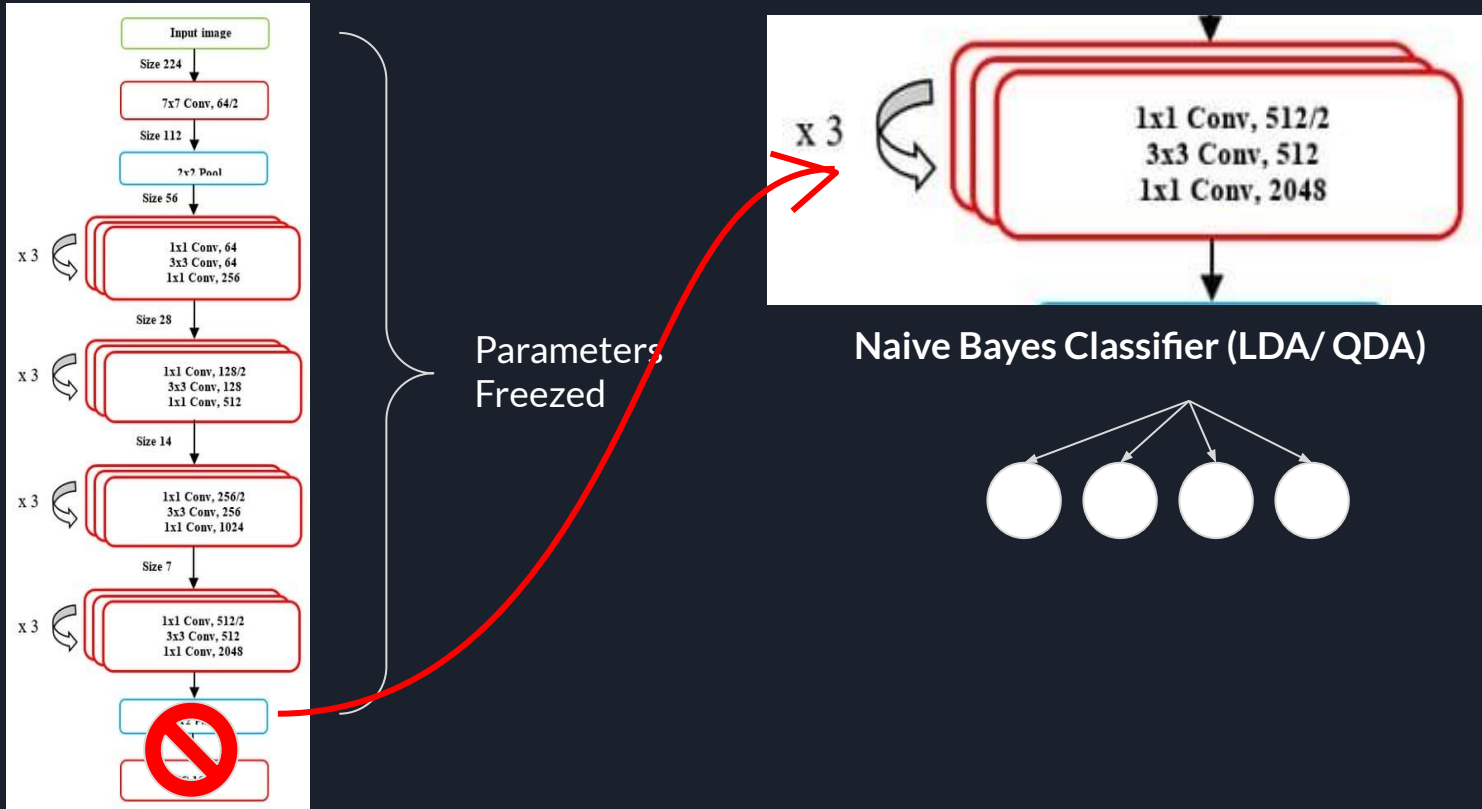 Input image
Size 224
7x7 Conv, 64/2
Size 112
2x2 Pool
Size 56
x 3
1x1 Conv, 64
3x3 Conv, 64
1x1 Conv, 256
Size 28
x 3
1x1 Conv, 128/2
3x3 Conv, 128
1x1 Conv, 512
Size 14
x 3
1x1 Conv, 256/2
3x3 Conv, 256
1x1 Conv, 1024
Size 7
x 3
1x1 Conv, 512/2
3x3 Conv, 512
1x1 Conv, 2048
Parameters
Freezed
x 3
1x1 Conv, 512/2
3x3 Conv, 512
1x1 Conv, 2048
Naive Bayes Classifier (LDA/ QDA)